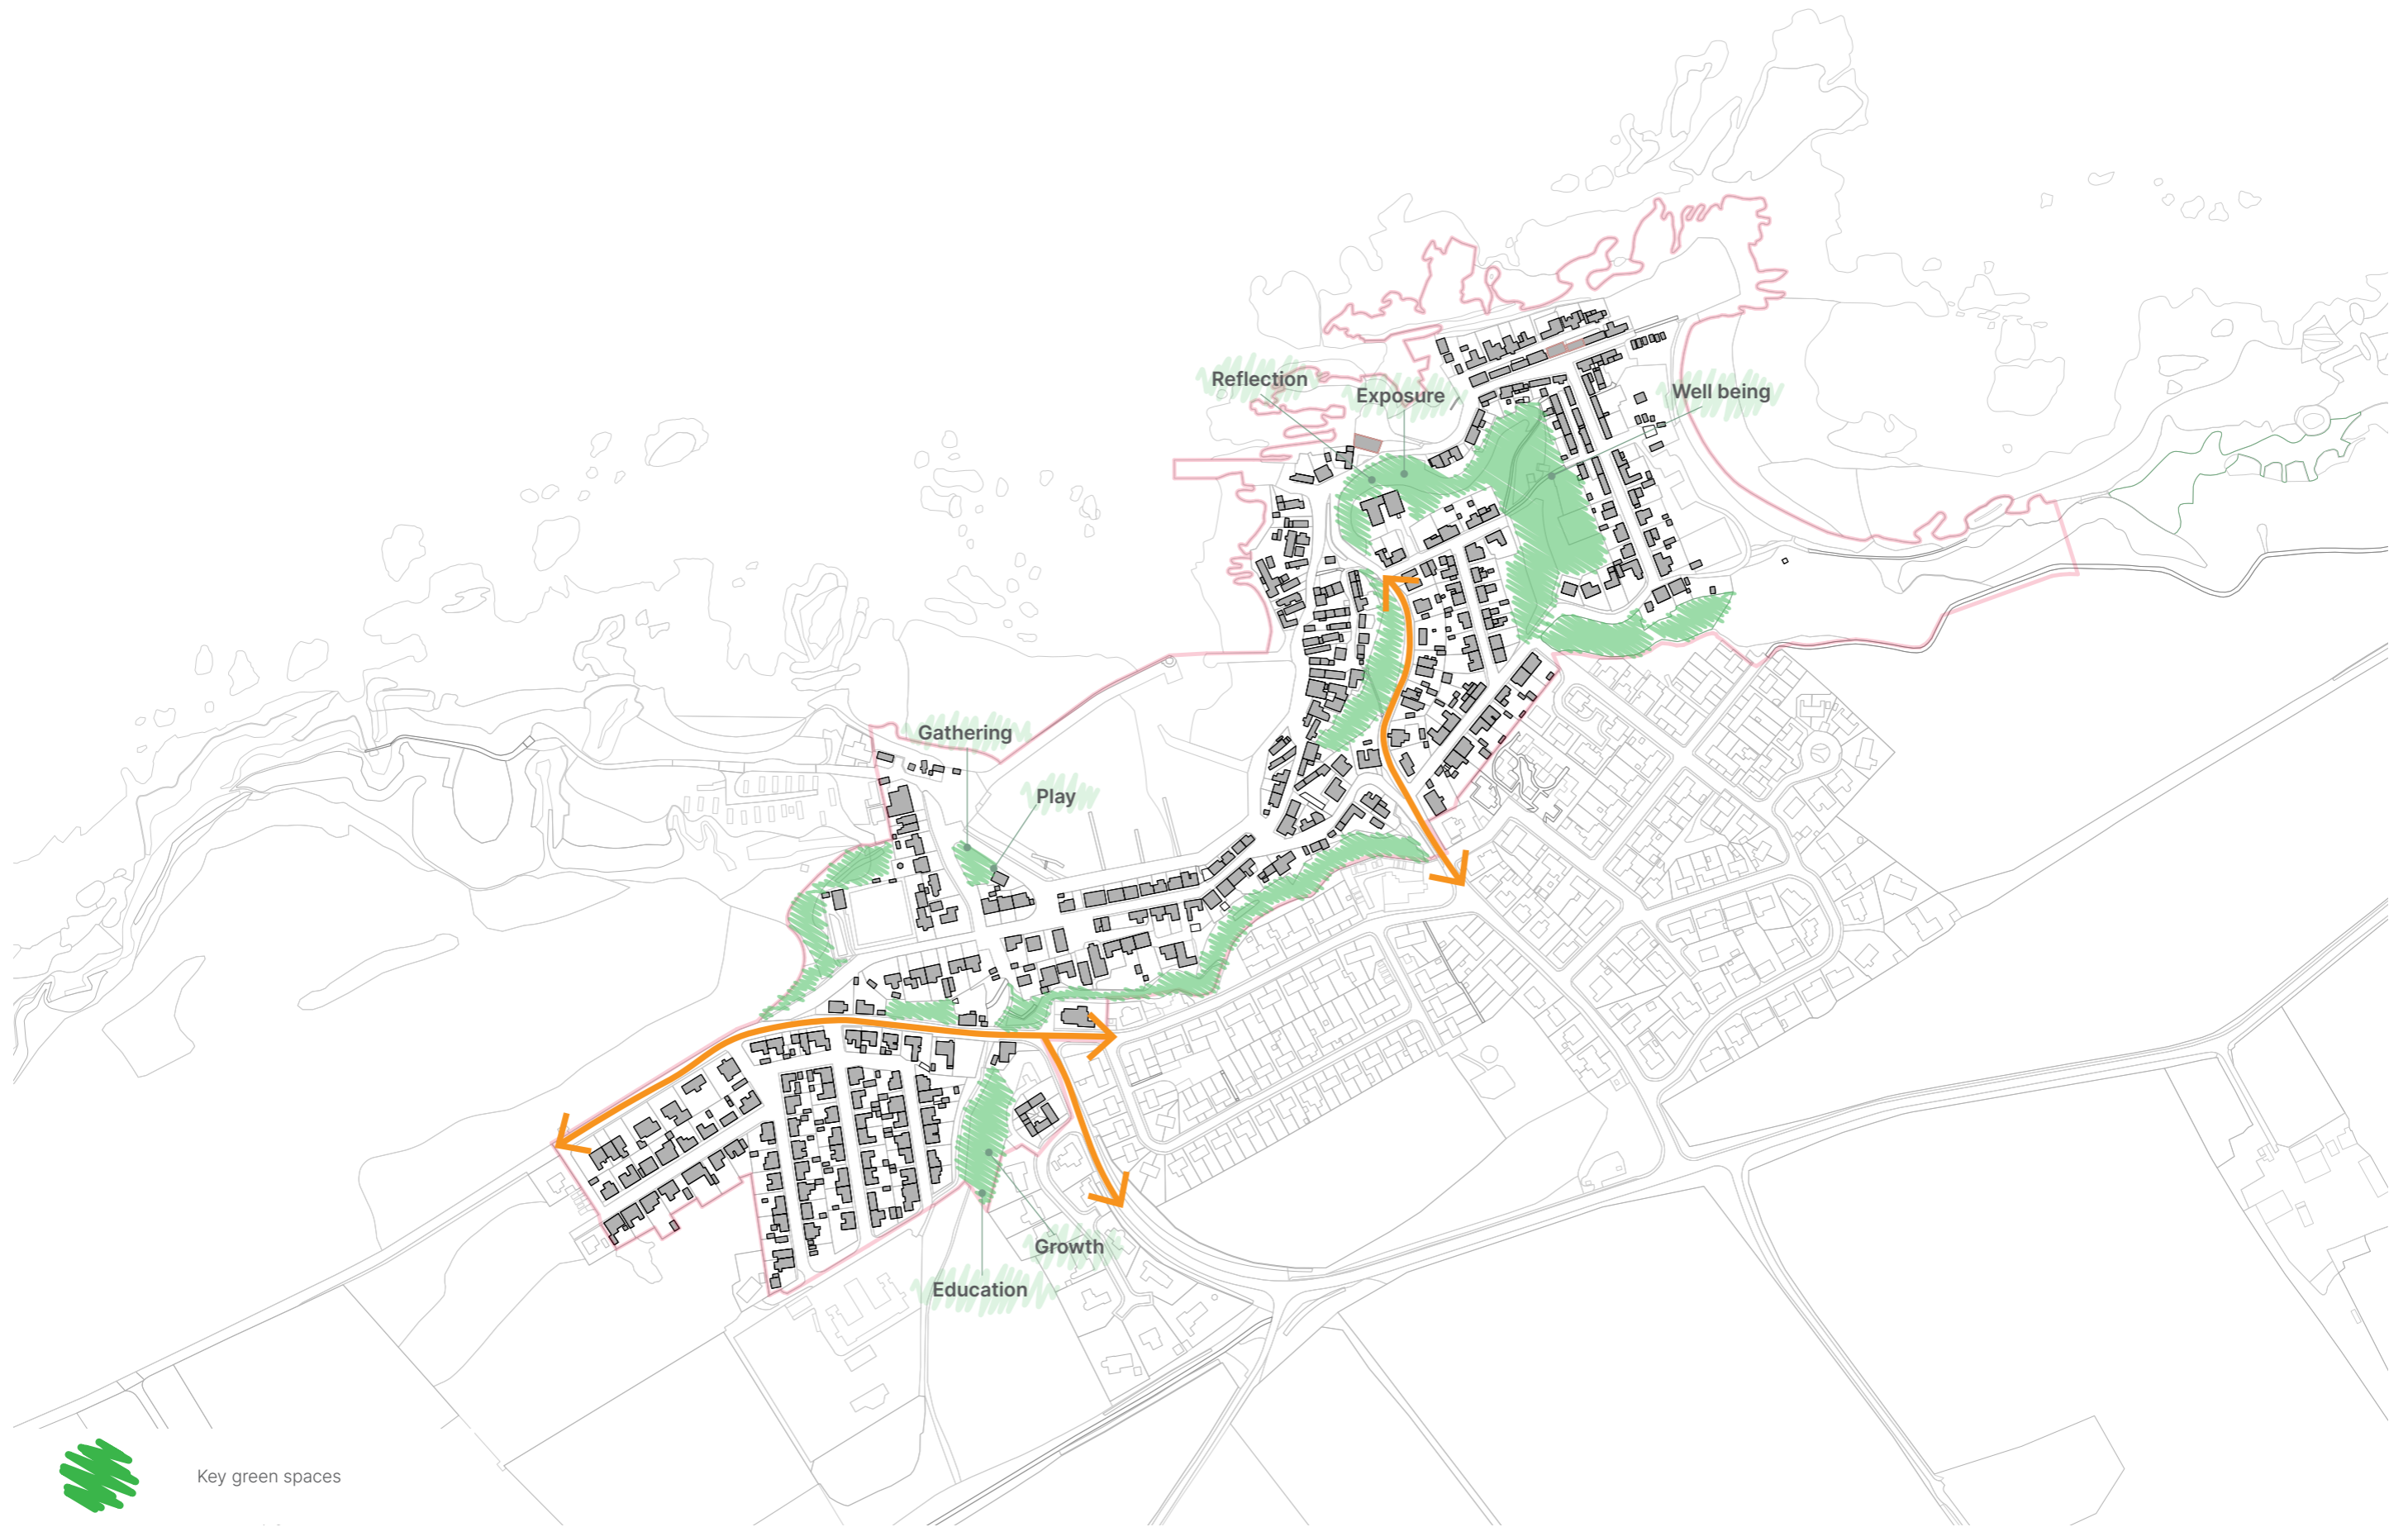 Reflection
Exposure
Well being
Gathering
Play
Growth
Education
Key green spaces